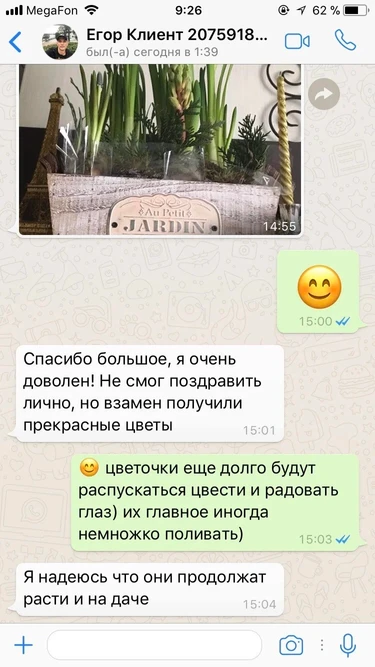 MegaFon 9:26 62 %
Егор Клиент 2075918...
был(-а) сегодня в 1:39
Au Petit
JARDIN
14:55
15:00
Спасибо большое, я очень
доволен! Не смог поздравить
лично, но взамен получили
прекрасные цветы
15:01
😊 цветочки еще долго будут
распускаться цвести и радовать
глаз) их главное иногда
немножко поливать)
15:03
Я надеюсь что они продолжат
расти и на даче
15:04